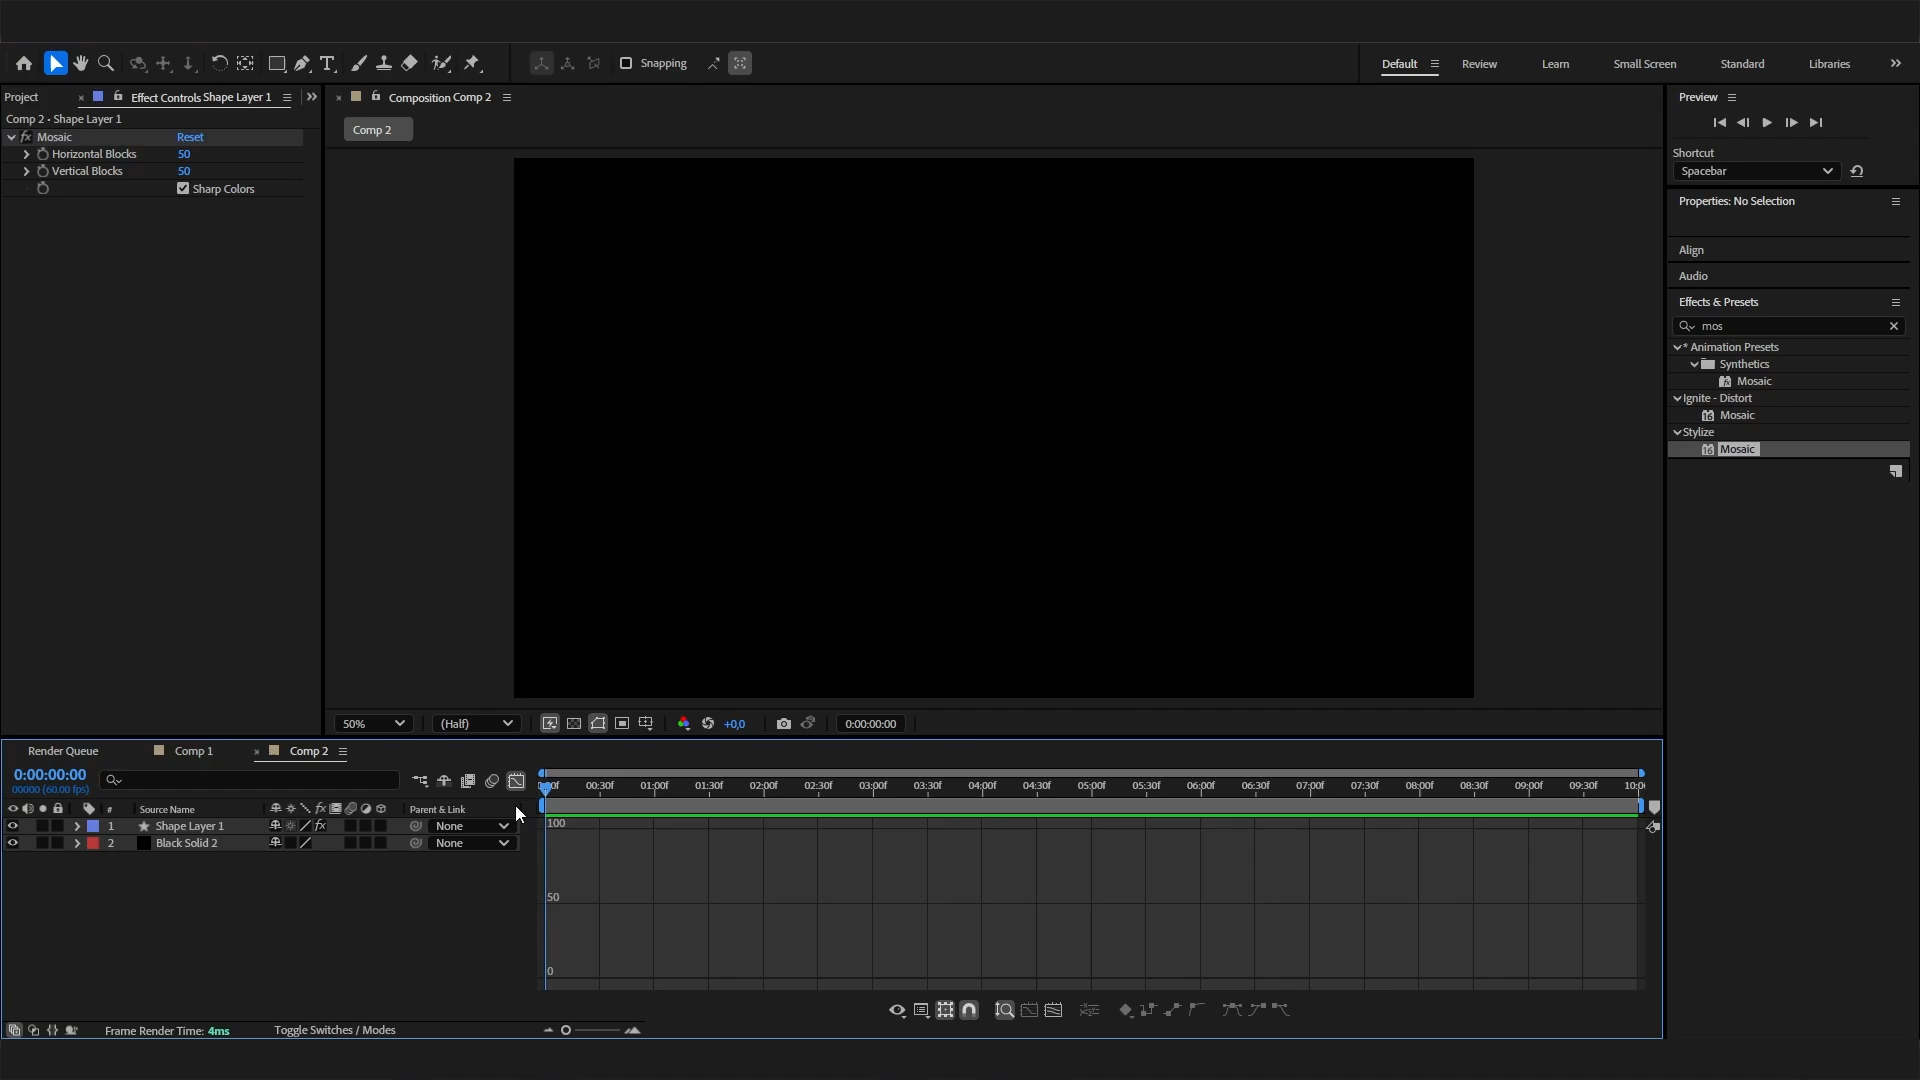 Snapping
Default
Review
Learn
Small Screen
Standard
Libraries
Project
Effect Controls Shape Layer 1
Composition Comp 2
Preview
Comp 2 • Shape Layer 1
Comp 2
fx Mosaic Reset
Horizontal Blocks 50
Vertical Blocks 50
Sharp Colors
Shortcut
Spacebar
Properties: No Selection
Align
Audio
Effects & Presets
mos
* Animation Presets
Synthetics
Mosaic
Ignite - Distort
Mosaic
Stylize
Mosaic
50%
(Half)
+0,0
0:00:00:00
Render Queue
Comp 1
Comp 2
0:00:00:00
00000 (60.00 fps)
00:30f 01:00f 01:30f 02:00f 02:30f 03:00f 03:30f 04:00f 04:30f 05:00f 05:30f 06:00f 06:30f 07:00f 07:30f 08:00f 08:30f 09:00f 09:30f
# Source Name fx Parent & Link
1 Shape Layer 1 fx None
2 Black Solid 2 None
100
50
0
Frame Render Time: 4ms
Toggle Switches / Modes